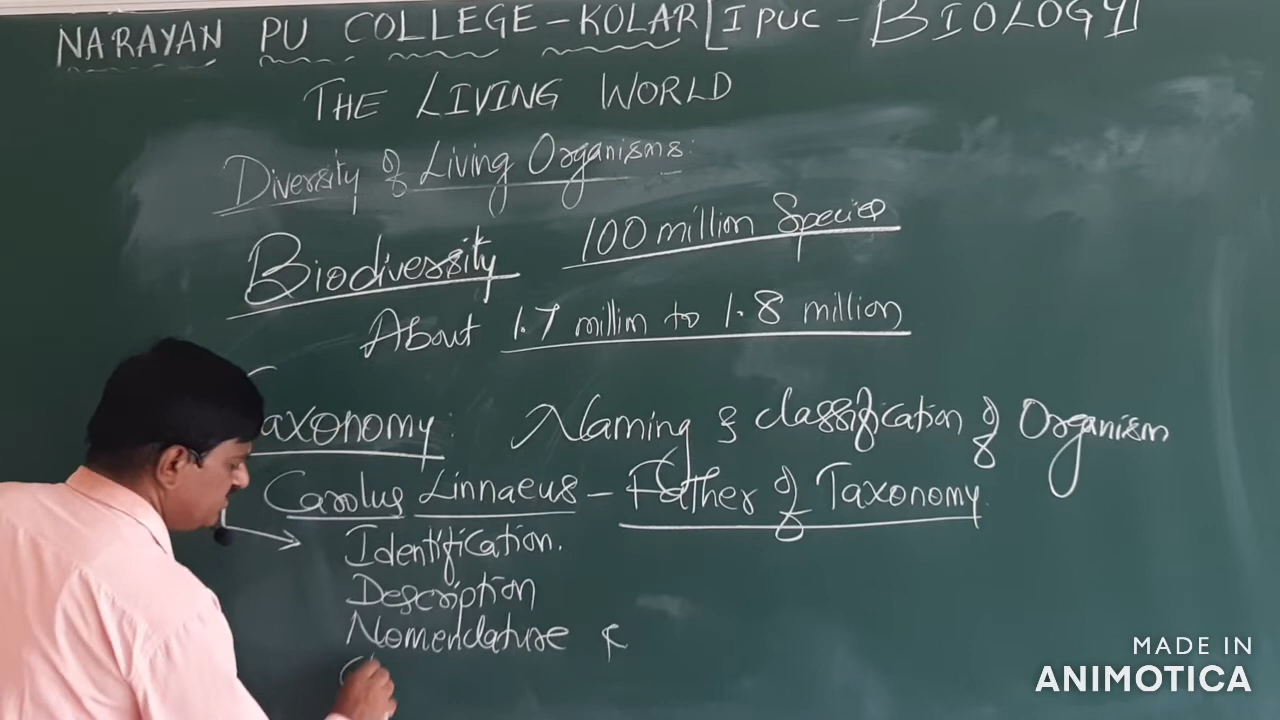 NARAYAN PU COLLEGE - KOLAR [I PUC - BIOLOGY]
THE LIVING WORLD
Diversity of Living Organisms:
Biodiversity 100 million Species
About 1.7 millim to 1.8 million
Taxonomy: Naming & classification of Organism
Carolus Linnaeus - Father of Taxonomy.
Identification.
Description
Nomenclature &
MADE IN
ANIMOTICA